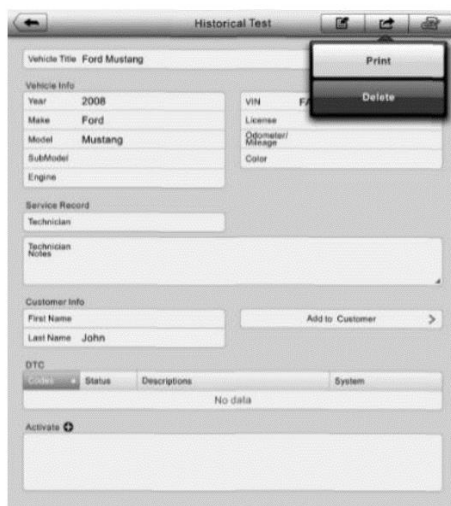 Historical Test
Vehicle Title Ford Mustang
Print
Delete
Vehicle Info
Year 2008
Make Ford
Model Mustang
SubModel
Engine
VIN FA
License
Odometer/
Mileage
Color
Service Record
Technician
Technician
Notes
Customer Info
First Name
Last Name John
Add to Customer
DTC
Codes Status Descriptions System
No data
Activate